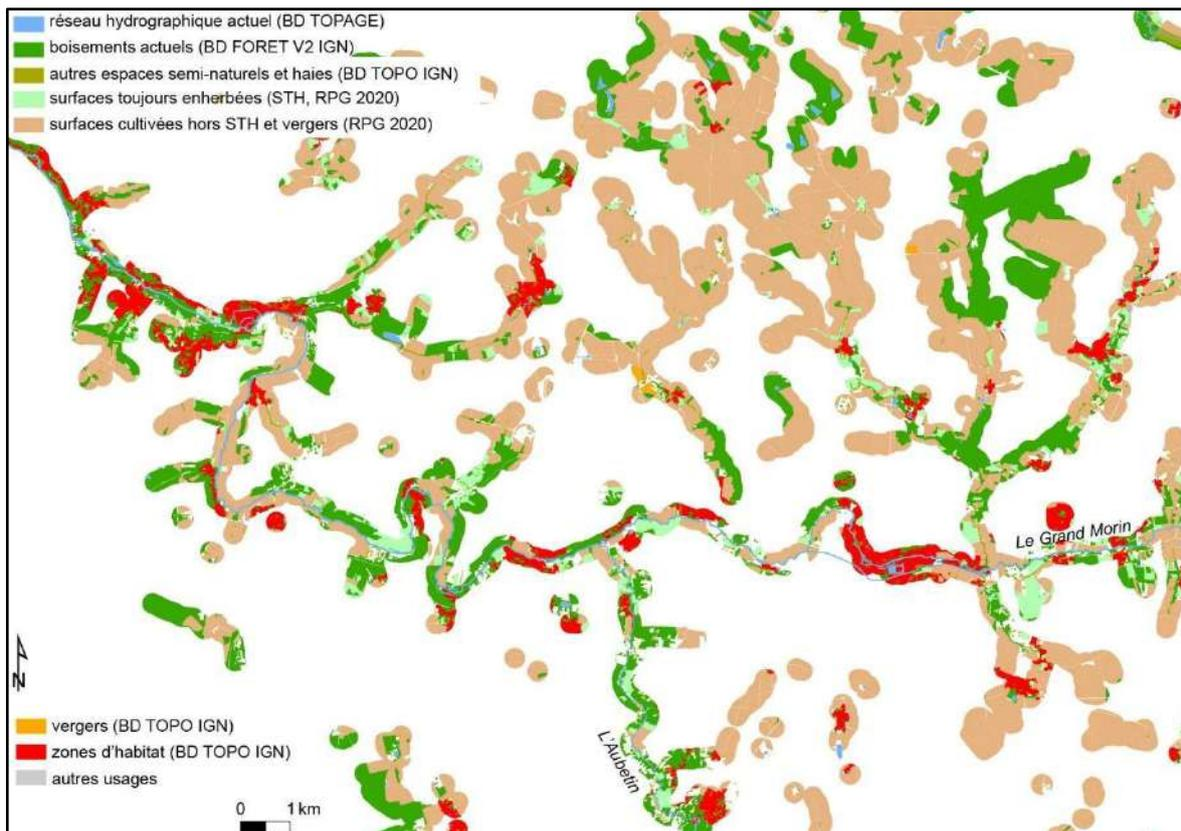 réseau hydrographique actuel (BD TOPAGE)
boisements actuels (BD FORET V2 IGN)
autres espaces semi-naturels et haies (BD TOPO IGN)
surfaces toujours enherbées (STH, RPG 2020)
surfaces cultivées hors STH et vergers (RPG 2020)
Le Grand Morin
N
vergers (BD TOPO IGN)
zones d'habitat (BD TOPO IGN)
autres usages
L'Aubetin
0 1 km